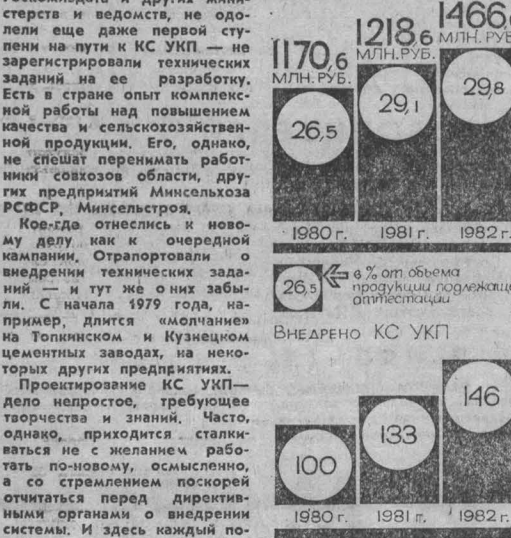 стерств и ведомств, не одо-
лели еще даже первой сту-
пени на пути к КС УКП — не
зарегистрировали технических
заданий на ее разработку.
Есть в стране опыт комплекс-
ной работы над повышением
качества и сельскохозяйствен-
ной продукции. Его, однако,
не спешат перенимать работ-
ники совхозов области, дру-
гих предприятий Минсельхоза
РСФСР, Минсельстроя.
Кое-где отнеслись к ново-
му делу как к очередной
кампании. Отрапортовали о
внедрении технических зада-
ний — и тут же о них забы-
ли. С начала 1979 года, на-
пример, длится «молчание»
на Топкинском и Кузнецком
цементных заводах, на неко-
торых других предприятиях.
Проектирование КС УКП—
дело непростое, требующее
творчества и знаний. Часто,
однако, приходится сталки-
ваться не с желанием рабо-
тать по-новому, осмысленно,
а со стремлением поскорей
отчитаться перед директив-
ными органами о внедрении
системы. И здесь каждый по-
1170,6
МЛН.РУБ.
1218,6
МЛН.РУБ.
1466,
МЛН. РУБ
26,5
29,1
29,8
1980 г.
1981 г.
1982 г.
26,5
в % от объема
продукции подлежаще
аттестации
ВНЕДРЕНО КС УКП
100
133
146
1980 г.
1981 г.
1982 г.